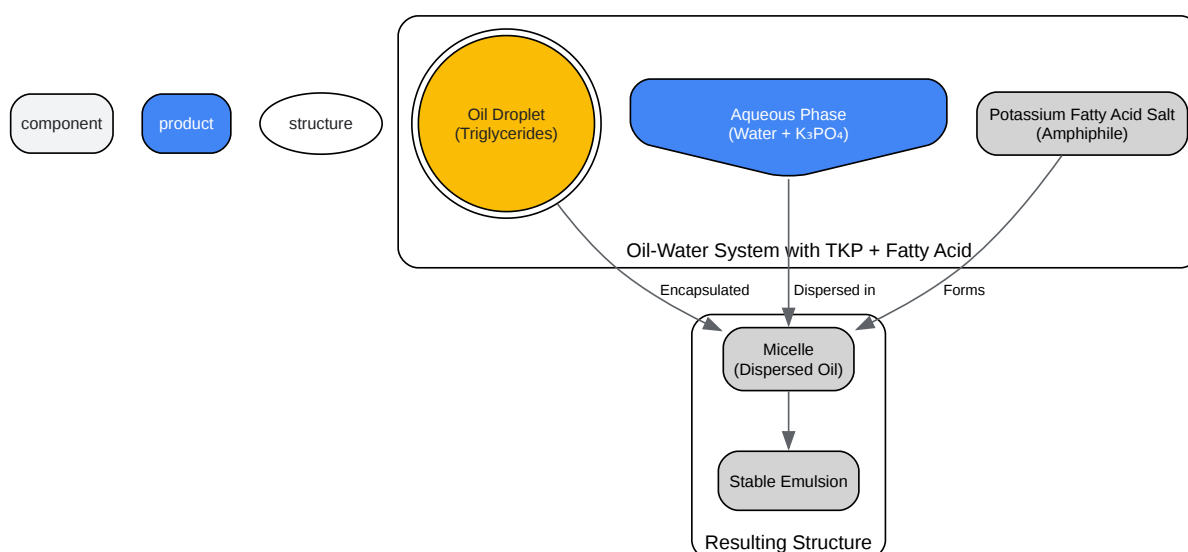 component
product
structure
Oil Droplet
(Triglycerides)
Aqueous Phase
(Water + K₃PO₄)
Potassium Fatty Acid Salt
(Amphiphile)
Oil-Water System with TKP + Fatty Acid
Encapsulated
Dispersed in
Forms
Micelle
(Dispersed Oil)
Stable Emulsion
Resulting Structure